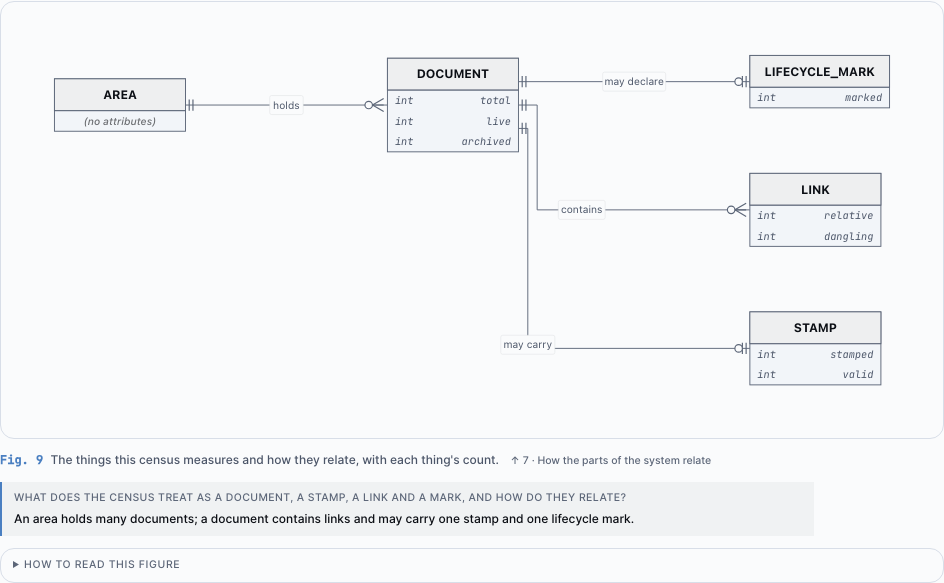 AREA
(no attributes)
holds
DOCUMENT
int total
int live
int archived
may declare
LIFECYCLE_MARK
int marked
contains
LINK
int relative
int dangling
may carry
STAMP
int stamped
int valid
Fig. 9 The things this census measures and how they relate, with each thing's count. ↑ 7 · How the parts of the system relate
WHAT DOES THE CENSUS TREAT AS A DOCUMENT, A STAMP, A LINK AND A MARK, AND HOW DO THEY RELATE?
An area holds many documents; a document contains links and may carry one stamp and one lifecycle mark.
▶ HOW TO READ THIS FIGURE